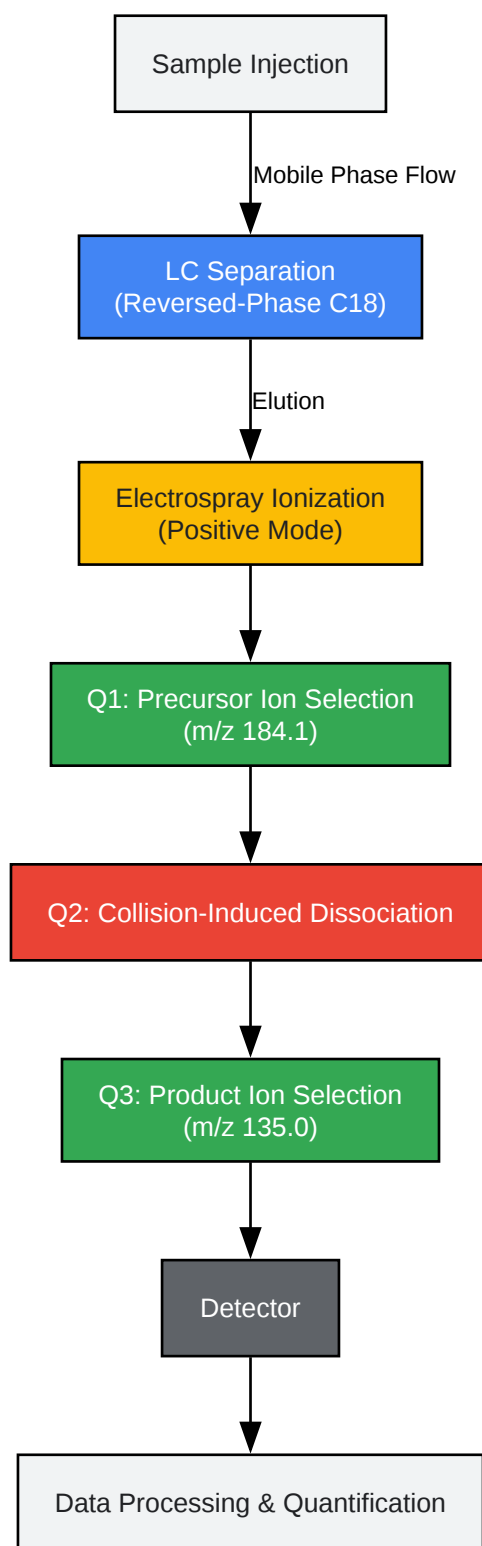 Sample Injection
Mobile Phase Flow
LC Separation
(Reversed-Phase C18)
Elution
Electrospray Ionization
(Positive Mode)
Q1: Precursor Ion Selection
(m/z 184.1)
Q2: Collision-Induced Dissociation
Q3: Product Ion Selection
(m/z 135.0)
Detector
Data Processing & Quantification